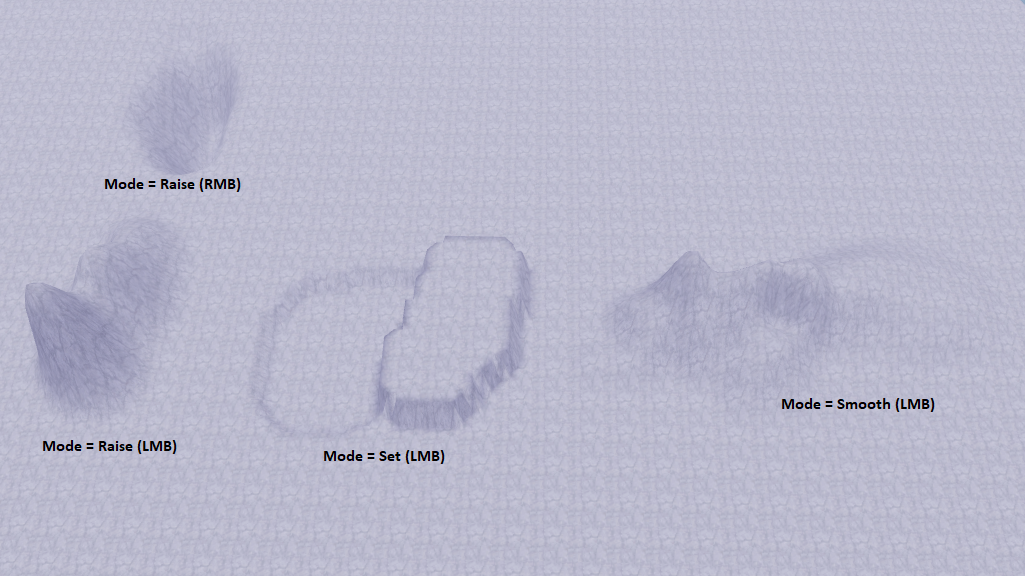 Mode = Raise (RMB)
Mode = Raise (LMB)
Mode = Set (LMB)
Mode = Smooth (LMB)